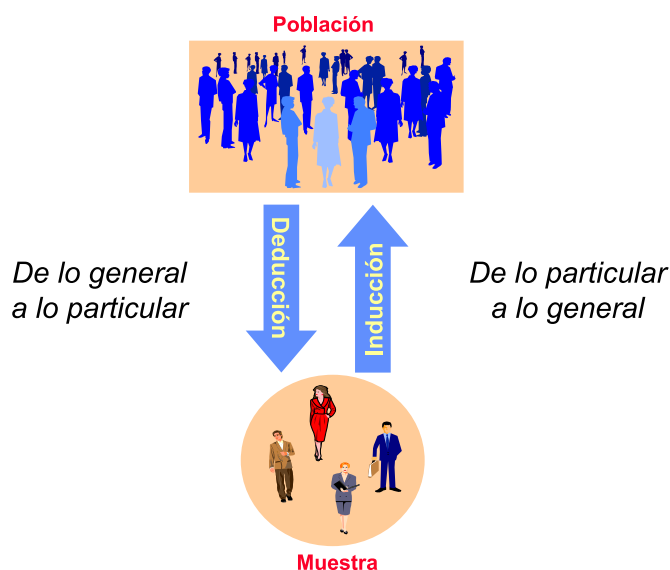 Población
De lo general
a lo particular
Deducción
Inducción
De lo particular
a lo general
Muestra